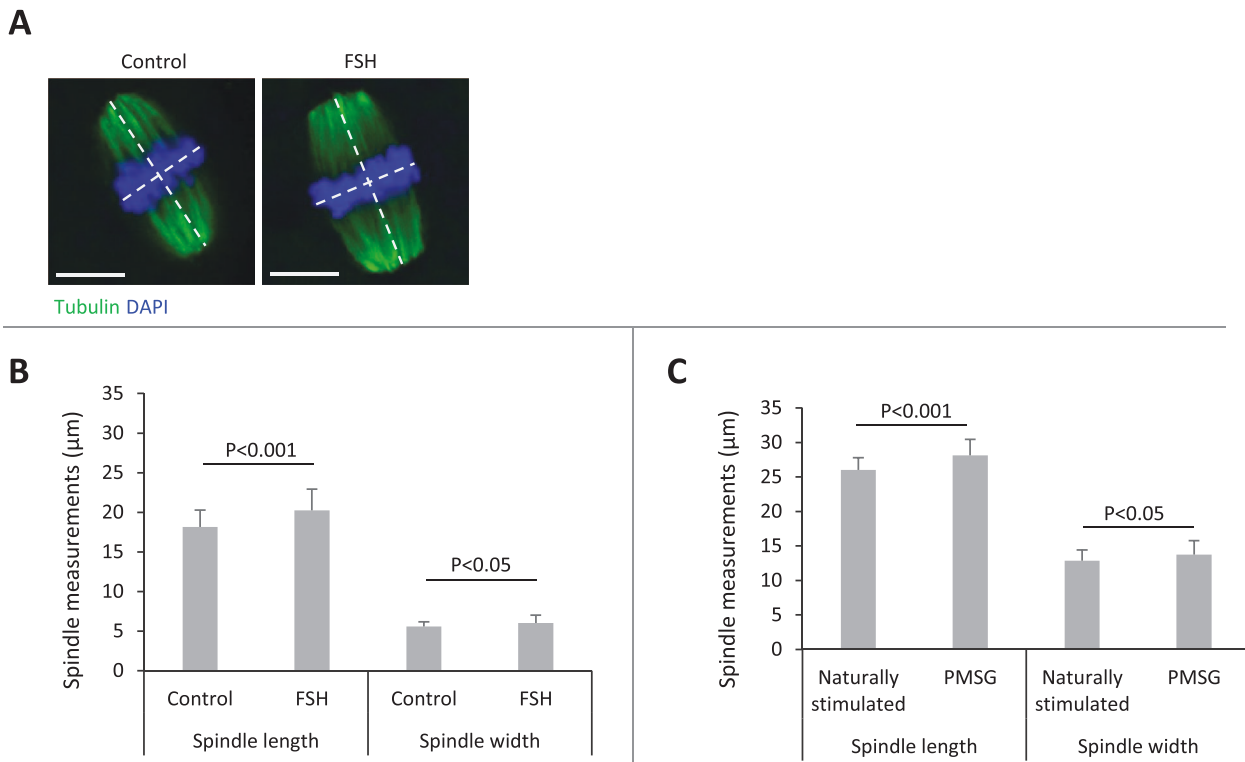 A
Control FSH
Tubulin DAPI
B
Spindle measurements (µm)
35
30
25
20
15
10
5
0
P<0.001
P<0.05
Control FSH Control FSH
Spindle length Spindle width
C
Spindle measurements (µm)
35
30
25
20
15
10
5
0
P<0.001
P<0.05
Naturally PMSG Naturally PMSG
stimulated stimulated
Spindle length Spindle width